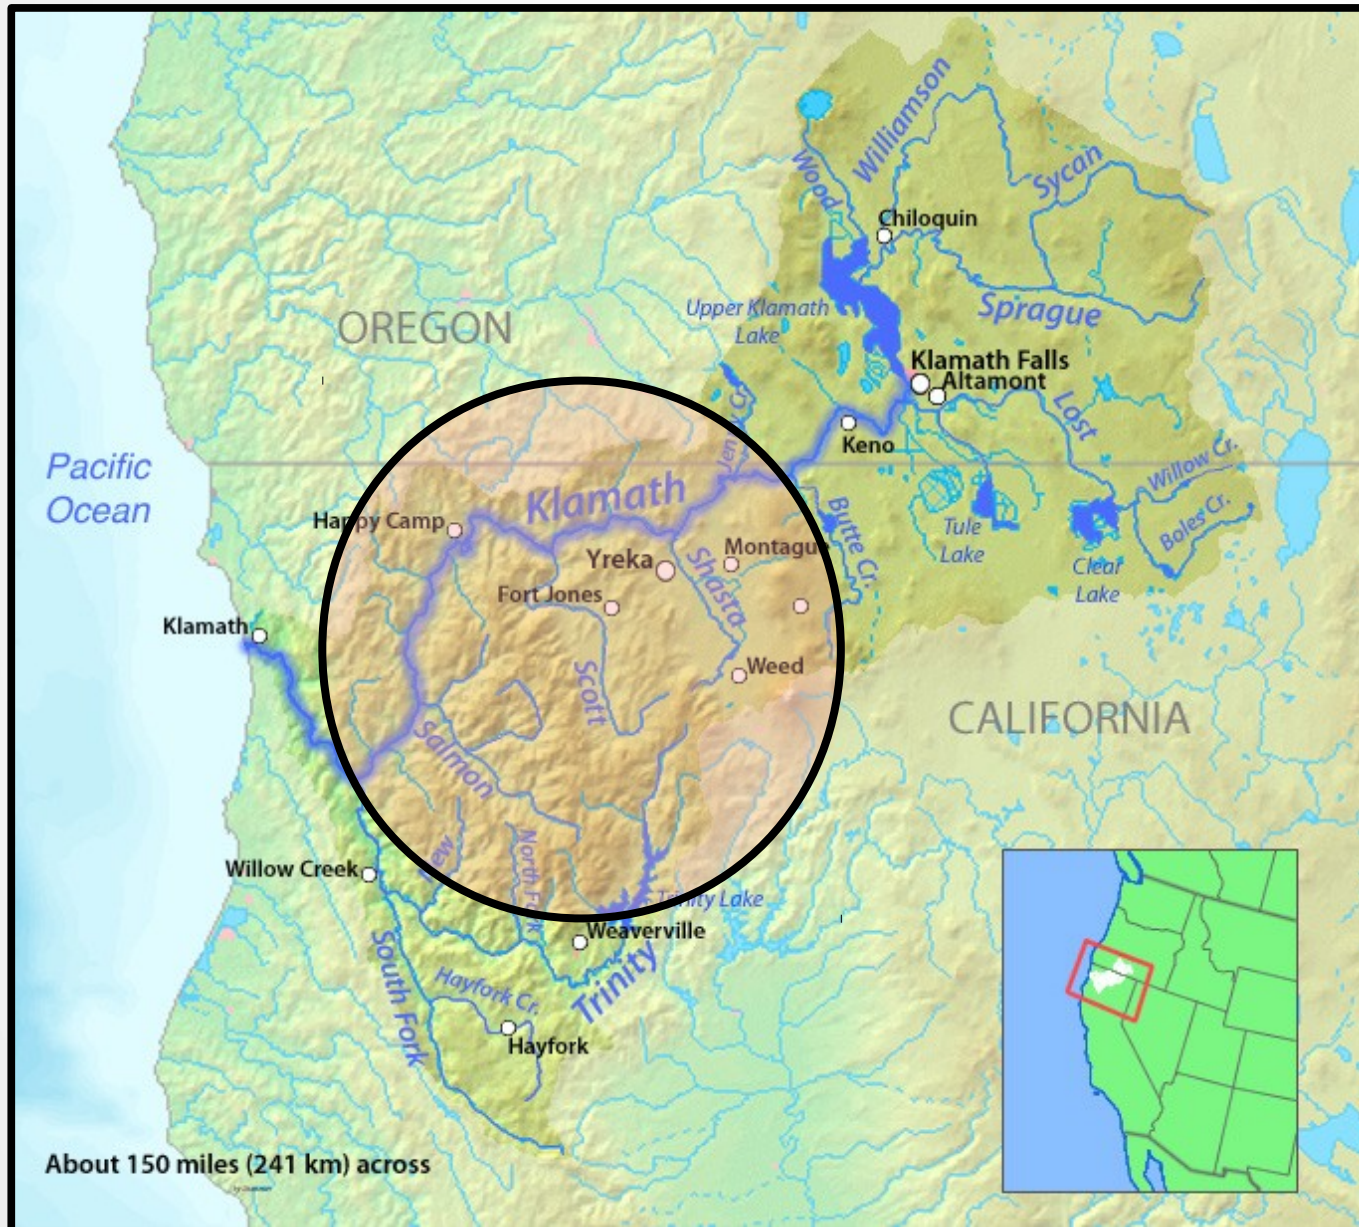 Williamson
Wood
Sycan
Chiloquin
Upper Klamath
Lake
Sprague
OREGON
Klamath Falls
Altamont
Lost
Jenny Cr.
Keno
Pacific
Ocean
Willow Cr.
Klamath
Happy Camp
Butte Cr.
Boles Cr.
Tule
Lake
Montague
Yreka
Shasta
Clear
Lake
Fort Jones
Klamath
Weed
Scott
CALIFORNIA
Salmon
North Fork
Willow Creek
Trinity Lake
Weaverville
South Fork
Trinity
Hayfork Cr.
Hayfork
About 150 miles (241 km) across